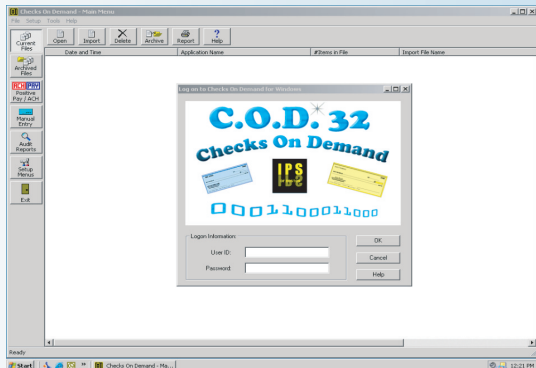 Checks On Demand - Main Menu
File Setup Tools Help
Open Import Delete Archive Report Help
Date and Time Application Name #Items in File Import File Name
Current Files
Archived Files
ACH PAY
Positive Pay / ACH
Manual Entry
Audit Reports
Setup Menus
Exit
Log on to Checks On Demand for Windows
C.O.D. 32
Checks On Demand
IPS
0001100011000
Logon Information:
User ID:
Password:
OK
Cancel
Help
Ready
Start
Checks On Demand - Ma...
12:21 PM